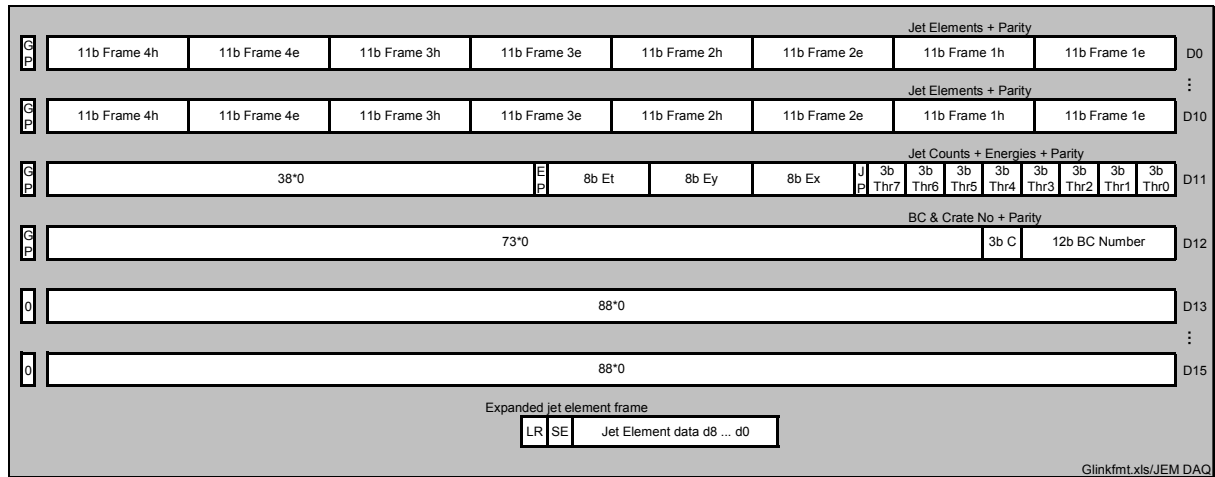 Jet Elements + Parity
GP 11b Frame 4h 11b Frame 4e 11b Frame 3h 11b Frame 3e 11b Frame 2h 11b Frame 2e 11b Frame 1h 11b Frame 1e D0
...
Jet Elements + Parity
GP 11b Frame 4h 11b Frame 4e 11b Frame 3h 11b Frame 3e 11b Frame 2h 11b Frame 2e 11b Frame 1h 11b Frame 1e D10
Jet Counts + Energies + Parity
GP 38*0 EP 8b Et 8b Ey 8b Ex JP 3b Thr7 3b Thr6 3b Thr5 3b Thr4 3b Thr3 3b Thr2 3b Thr1 3b Thr0 D11
BC & Crate No + Parity
GP 73*0 3b C 12b BC Number D12
0 88*0 D13
...
0 88*0 D15
Expanded jet element frame
LR SE Jet Element data d8 ... d0
Glinkfmt.xls/JEM DAQ